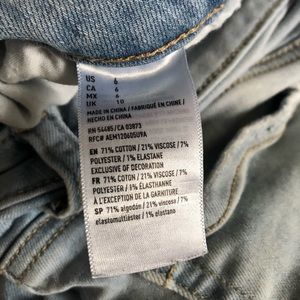 US 6
CA 6
MX 6
UK 10
MADE IN CHINA / FABRIQUÉ EN CHINE /
HECHO EN CHINA
RN 54485/CA 03873
RFC# AEM120605U9A
EN 71% COTTON / 21% VISCOSE / 7%
POLYESTER / 1% ELASTANE
EXCLUSIVE OF DECORATION
FR 71% COTON / 21% VISCOSE / 7%
POLYESTER / 1% ÉLASTHANNE
À L'EXCEPTION DE LA GARNITURE
SP 71% algodón / 21% viscosa / 7%
elastomultiéster / 1% elastano